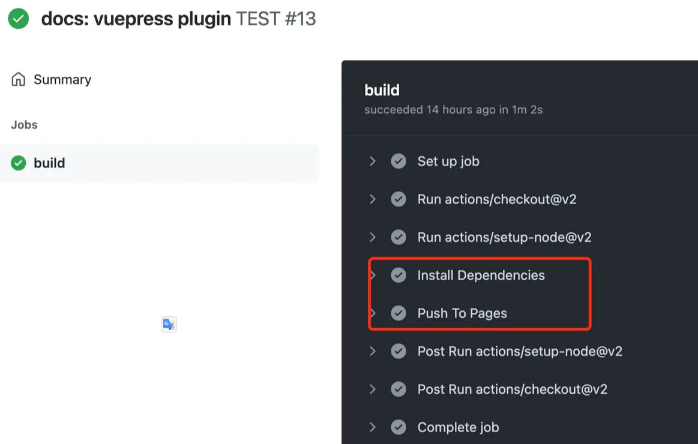 docs: vuepress plugin TEST #13
Summary
Jobs
build
build
succeeded 14 hours ago in 1m 2s
Set up job
Run actions/checkout@v2
Run actions/setup-node@v2
Install Dependencies
Push To Pages
Post Run actions/setup-node@v2
Post Run actions/checkout@v2
Complete job